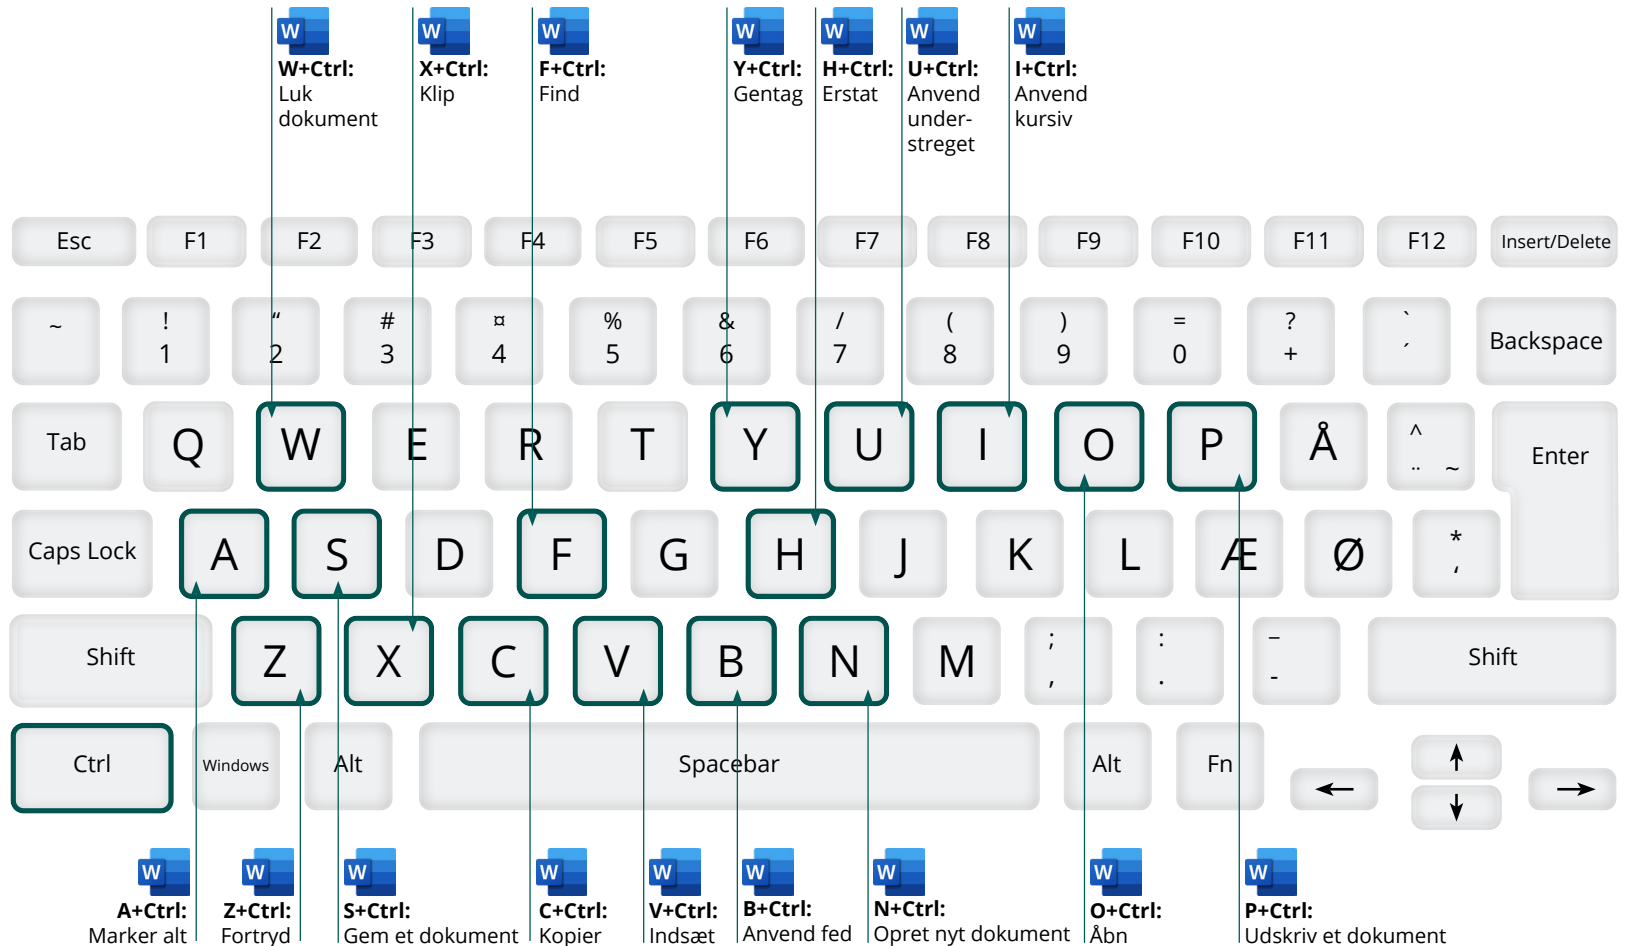 W W W W W W W
W+Ctrl: X+Ctrl: F+Ctrl: Y+Ctrl: H+Ctrl: U+Ctrl: I+Ctrl:
Luk Klip Find Gentag Erstat Anvend Anvend
dokument under- kursiv
streget
Esc F1 F2 F3 F4 F5 F6 F7 F8 F9 F10 F11 F12 Insert/Delete
~ ! “ # ¤ % & / ( ) = ? `
1 2 3 4 5 6 7 8 9 0 + ´ Backspace
Tab Q W E R T Y U I O P Å ^ Enter
¨ ~
Caps Lock A S D F G H J K L Æ Ø *
‘
Shift Z X C V B N M ; : – Shift
, . -
Ctrl Windows Alt Spacebar Alt Fn ← ↑ ↓ →
W W W W W W W W W
A+Ctrl: Z+Ctrl: S+Ctrl: C+Ctrl: V+Ctrl: B+Ctrl: N+Ctrl: O+Ctrl: P+Ctrl:
Marker alt Fortryd Gem et dokument Kopier Indsæt Anvend fed Opret nyt dokument Åbn Udskriv et dokument